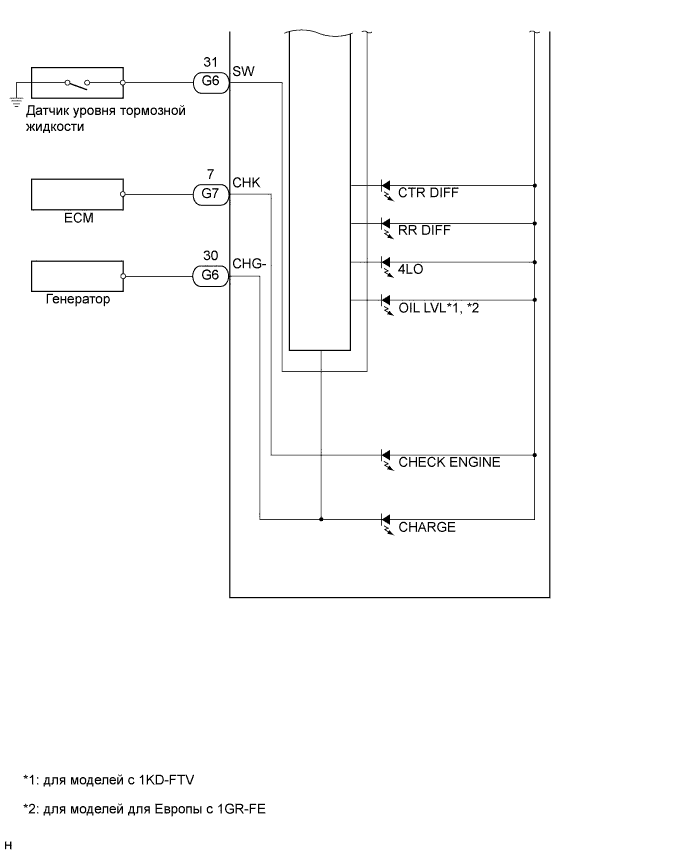 31
G6 SW
Датчик уровня тормозной
жидкости
7
G7 CHK
ECM
30
G6 CHG-
Генератор
CTR DIFF
RR DIFF
4LO
OIL LVL*1, *2
CHECK ENGINE
CHARGE
*1: для моделей с 1KD-FTV
*2: для моделей для Европы с 1GR-FE
H